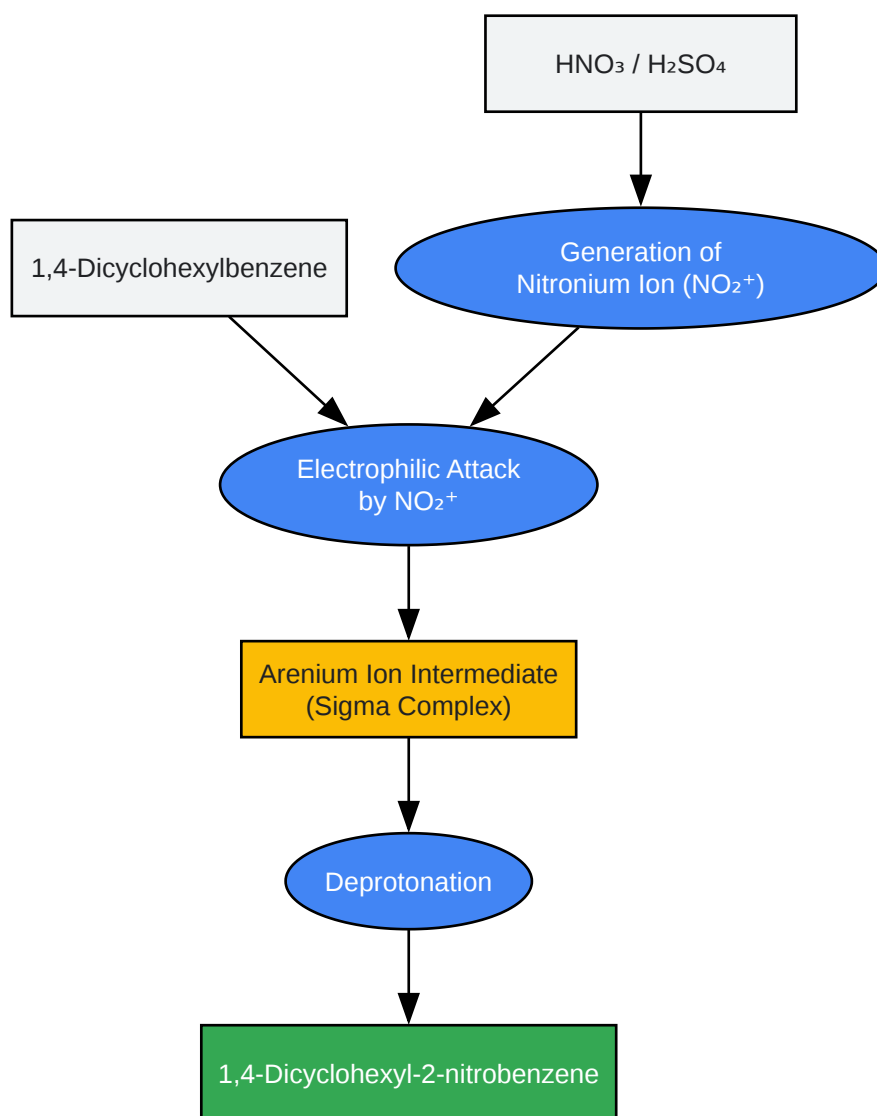 HNO₃ / H₂SO₄
1,4-Dicyclohexylbenzene
Generation of
Nitronium Ion (NO₂⁺)
Electrophilic Attack
by NO₂⁺
Arenium Ion Intermediate
(Sigma Complex)
Deprotonation
1,4-Dicyclohexyl-2-nitrobenzene